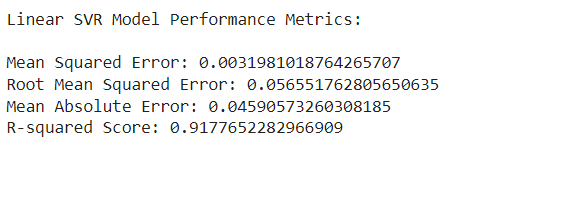 Linear SVR Model Performance Metrics:
Mean Squared Error: 0.0031981018764265707
Root Mean Squared Error: 0.056551762805650635
Mean Absolute Error: 0.04590573260308185
R-squared Score: 0.9177652282966909